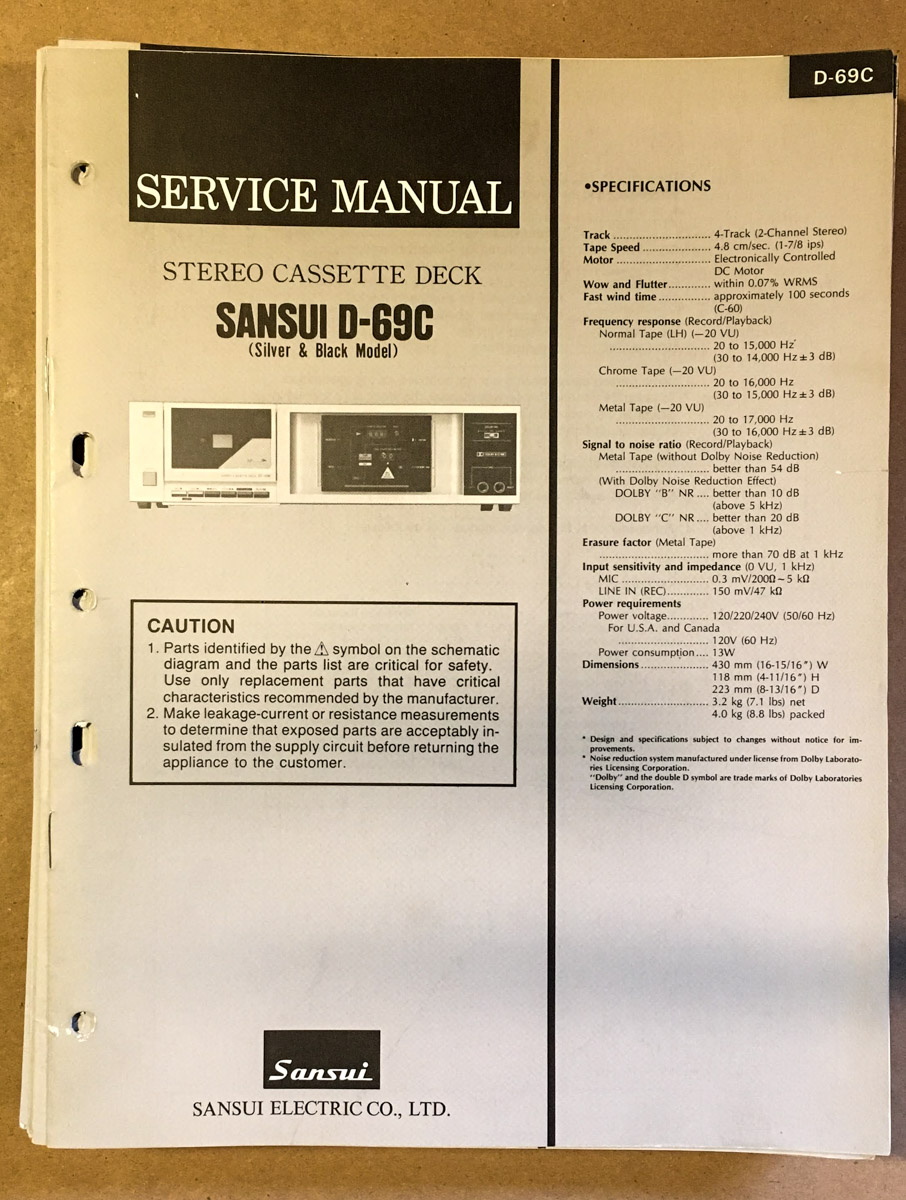 D-69C
SERVICE MANUAL
STEREO CASSETTE DECK
SANSUI D-69C
(Silver & Black Model)
CAUTION
1. Parts identified by the ⚠ symbol on the schematic
diagram and the parts list are critical for safety.
Use only replacement parts that have critical
characteristics recommended by the manufacturer.
2. Make leakage-current or resistance measurements
to determine that exposed parts are acceptably in-
sulated from the supply circuit before returning the
appliance to the customer.
Sansui
SANSUI ELECTRIC CO., LTD.
•SPECIFICATIONS
Track .............................. 4-Track (2-Channel Stereo)
Tape Speed ..................... 4.8 cm/sec. (1-7/8 ips)
Motor ............................. Electronically Controlled
DC Motor
Wow and Flutter............. within 0.07% WRMS
Fast wind time ................ approximately 100 seconds
(C-60)
Frequency response (Record/Playback)
Normal Tape (LH) (−20 VU)
............................... 20 to 15,000 Hz
(30 to 14,000 Hz ± 3 dB)
Chrome Tape (−20 VU)
............................ 20 to 16,000 Hz
(30 to 15,000 Hz ± 3 dB)
Metal Tape (−20 VU)
............................ 20 to 17,000 Hz
(30 to 16,000 Hz ± 3 dB)
Signal to noise ratio (Record/Playback)
Metal Tape (without Dolby Noise Reduction)
............................ better than 54 dB
(With Dolby Noise Reduction Effect)
DOLBY "B" NR .... better than 10 dB
(above 5 kHz)
DOLBY "C" NR .... better than 20 dB
(above 1 kHz)
Erasure factor (Metal Tape)
................................. more than 70 dB at 1 kHz
Input sensitivity and impedance (0 VU, 1 kHz)
MIC ........................... 0.3 mV/200Ω ~ 5 kΩ
LINE IN (REC)............. 150 mV/47 kΩ
Power requirements
Power voltage............. 120/220/240V (50/60 Hz)
For U.S.A. and Canada
............................ 120V (60 Hz)
Power consumption .... 13W
Dimensions ..................... 430 mm (16-15/16") W
118 mm (4-11/16") H
223 mm (8-13/16") D
Weight ............................ 3.2 kg (7.1 lbs) net
4.0 kg (8.8 lbs) packed
* Design and specifications subject to changes without notice for im-
provements.
* Noise reduction system manufactured under license from Dolby Laborato-
ries Licensing Corporation.
"Dolby" and the double D symbol are trade marks of Dolby Laboratories
Licensing Corporation.